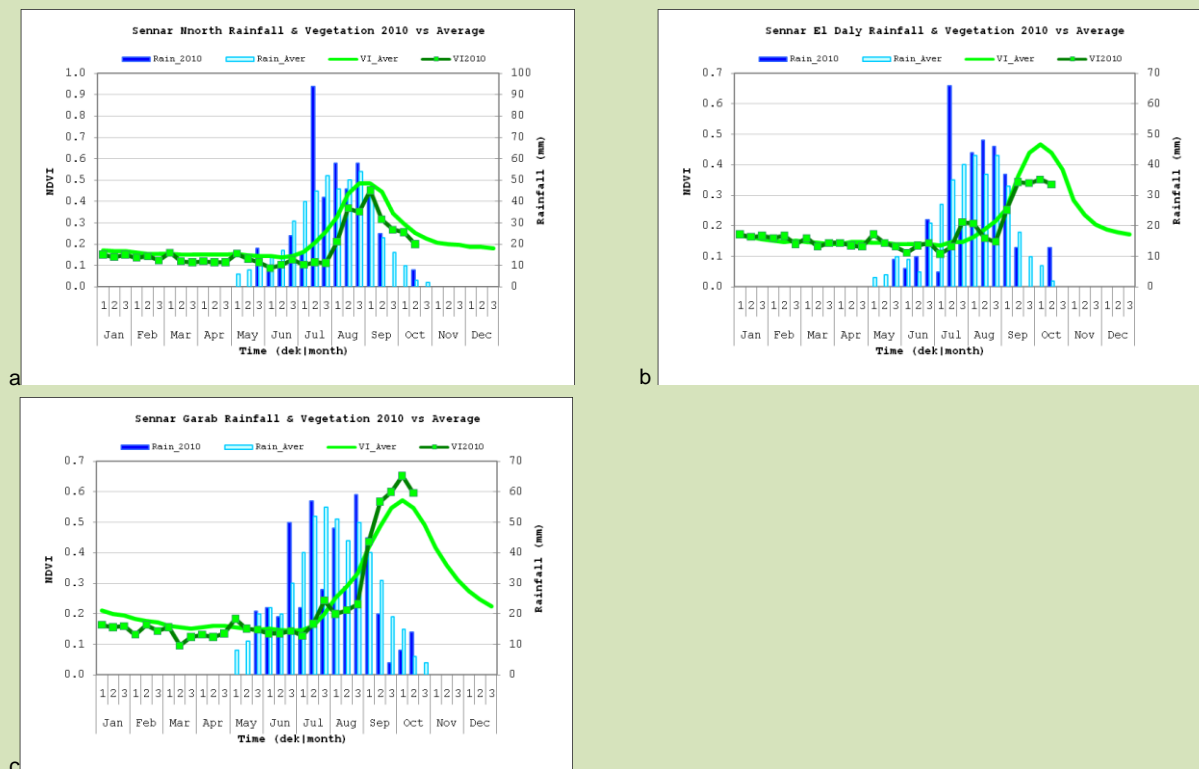 Sennar Nnorth Rainfall & Vegetation 2010 vs Average
Rain_2010 Rain_Aver VI_Aver VI2010
1.0 100
0.9 90
0.8 80
0.7 70
0.6 60
0.5 50
0.4 40
0.3 30
0.2 20
0.1 10
0.0 0
NDVI
Rainfall (mm)
1 2 3 1 2 3 1 2 3 1 2 3 1 2 3 1 2 3 1 2 3 1 2 3 1 2 3 1 2 3 1 2 3 1 2 3
Jan Feb Mar Apr May Jun Jul Aug Sep Oct Nov Dec
Time (dek|month)
a
Sennar El Daly Rainfall & Vegetation 2010 vs Average
Rain_2010 Rain_Aver VI_Aver VI2010
0.7 70
0.6 60
0.5 50
0.4 40
0.3 30
0.2 20
0.1 10
0.0 0
NDVI
Rainfall (mm)
1 2 3 1 2 3 1 2 3 1 2 3 1 2 3 1 2 3 1 2 3 1 2 3 1 2 3 1 2 3 1 2 3 1 2 3
Jan Feb Mar Apr May Jun Jul Aug Sep Oct Nov Dec
Time (dek|month)
b
Sennar Garab Rainfall & Vegetation 2010 vs Average
Rain_2010 Rain_Aver VI_Aver VI2010
0.7 70
0.6 60
0.5 50
0.4 40
0.3 30
0.2 20
0.1 10
0.0 0
NDVI
Rainfall (mm)
1 2 3 1 2 3 1 2 3 1 2 3 1 2 3 1 2 3 1 2 3 1 2 3 1 2 3 1 2 3 1 2 3 1 2 3
Jan Feb Mar Apr May Jun Jul Aug Sep Oct Nov Dec
Time (dek|month)
c